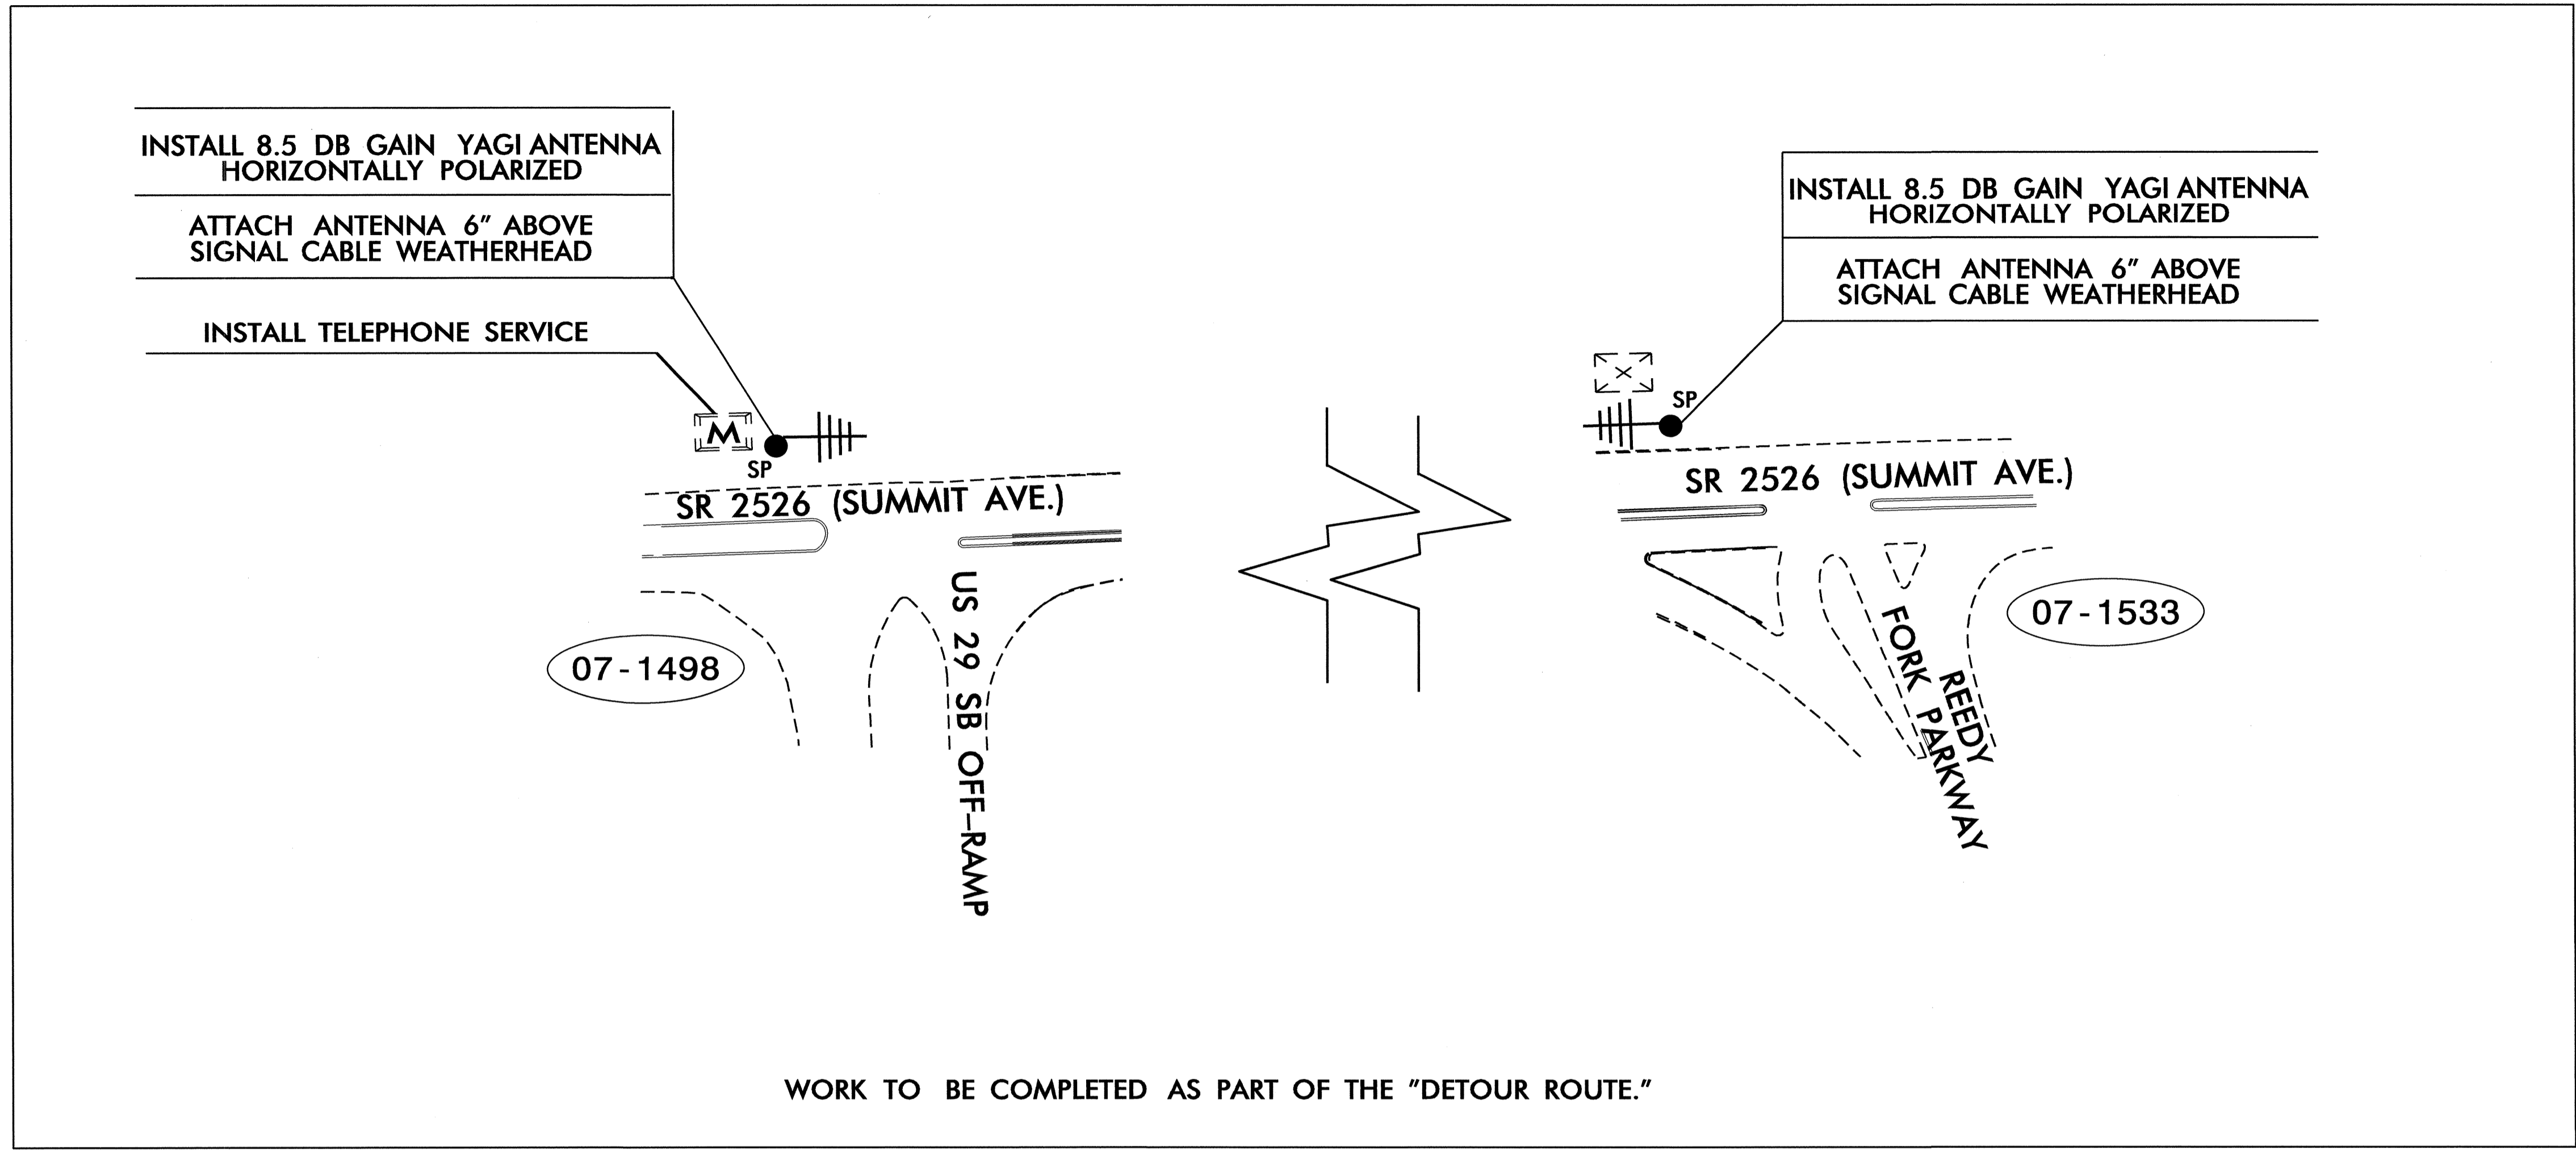 INSTALL 8.5 DB GAIN YAGI ANTENNA
HORIZONTALLY POLARIZED
ATTACH ANTENNA 6" ABOVE
SIGNAL CABLE WEATHERHEAD
INSTALL TELEPHONE SERVICE
M
SP
SR 2526 (SUMMIT AVE.)
US 29 SB OFF-RAMP
07-1498
INSTALL 8.5 DB GAIN YAGI ANTENNA
HORIZONTALLY POLARIZED
ATTACH ANTENNA 6" ABOVE
SIGNAL CABLE WEATHERHEAD
SP
SR 2526 (SUMMIT AVE.)
REEDY
FORK PARKWAY
07-1533
WORK TO BE COMPLETED AS PART OF THE "DETOUR ROUTE."